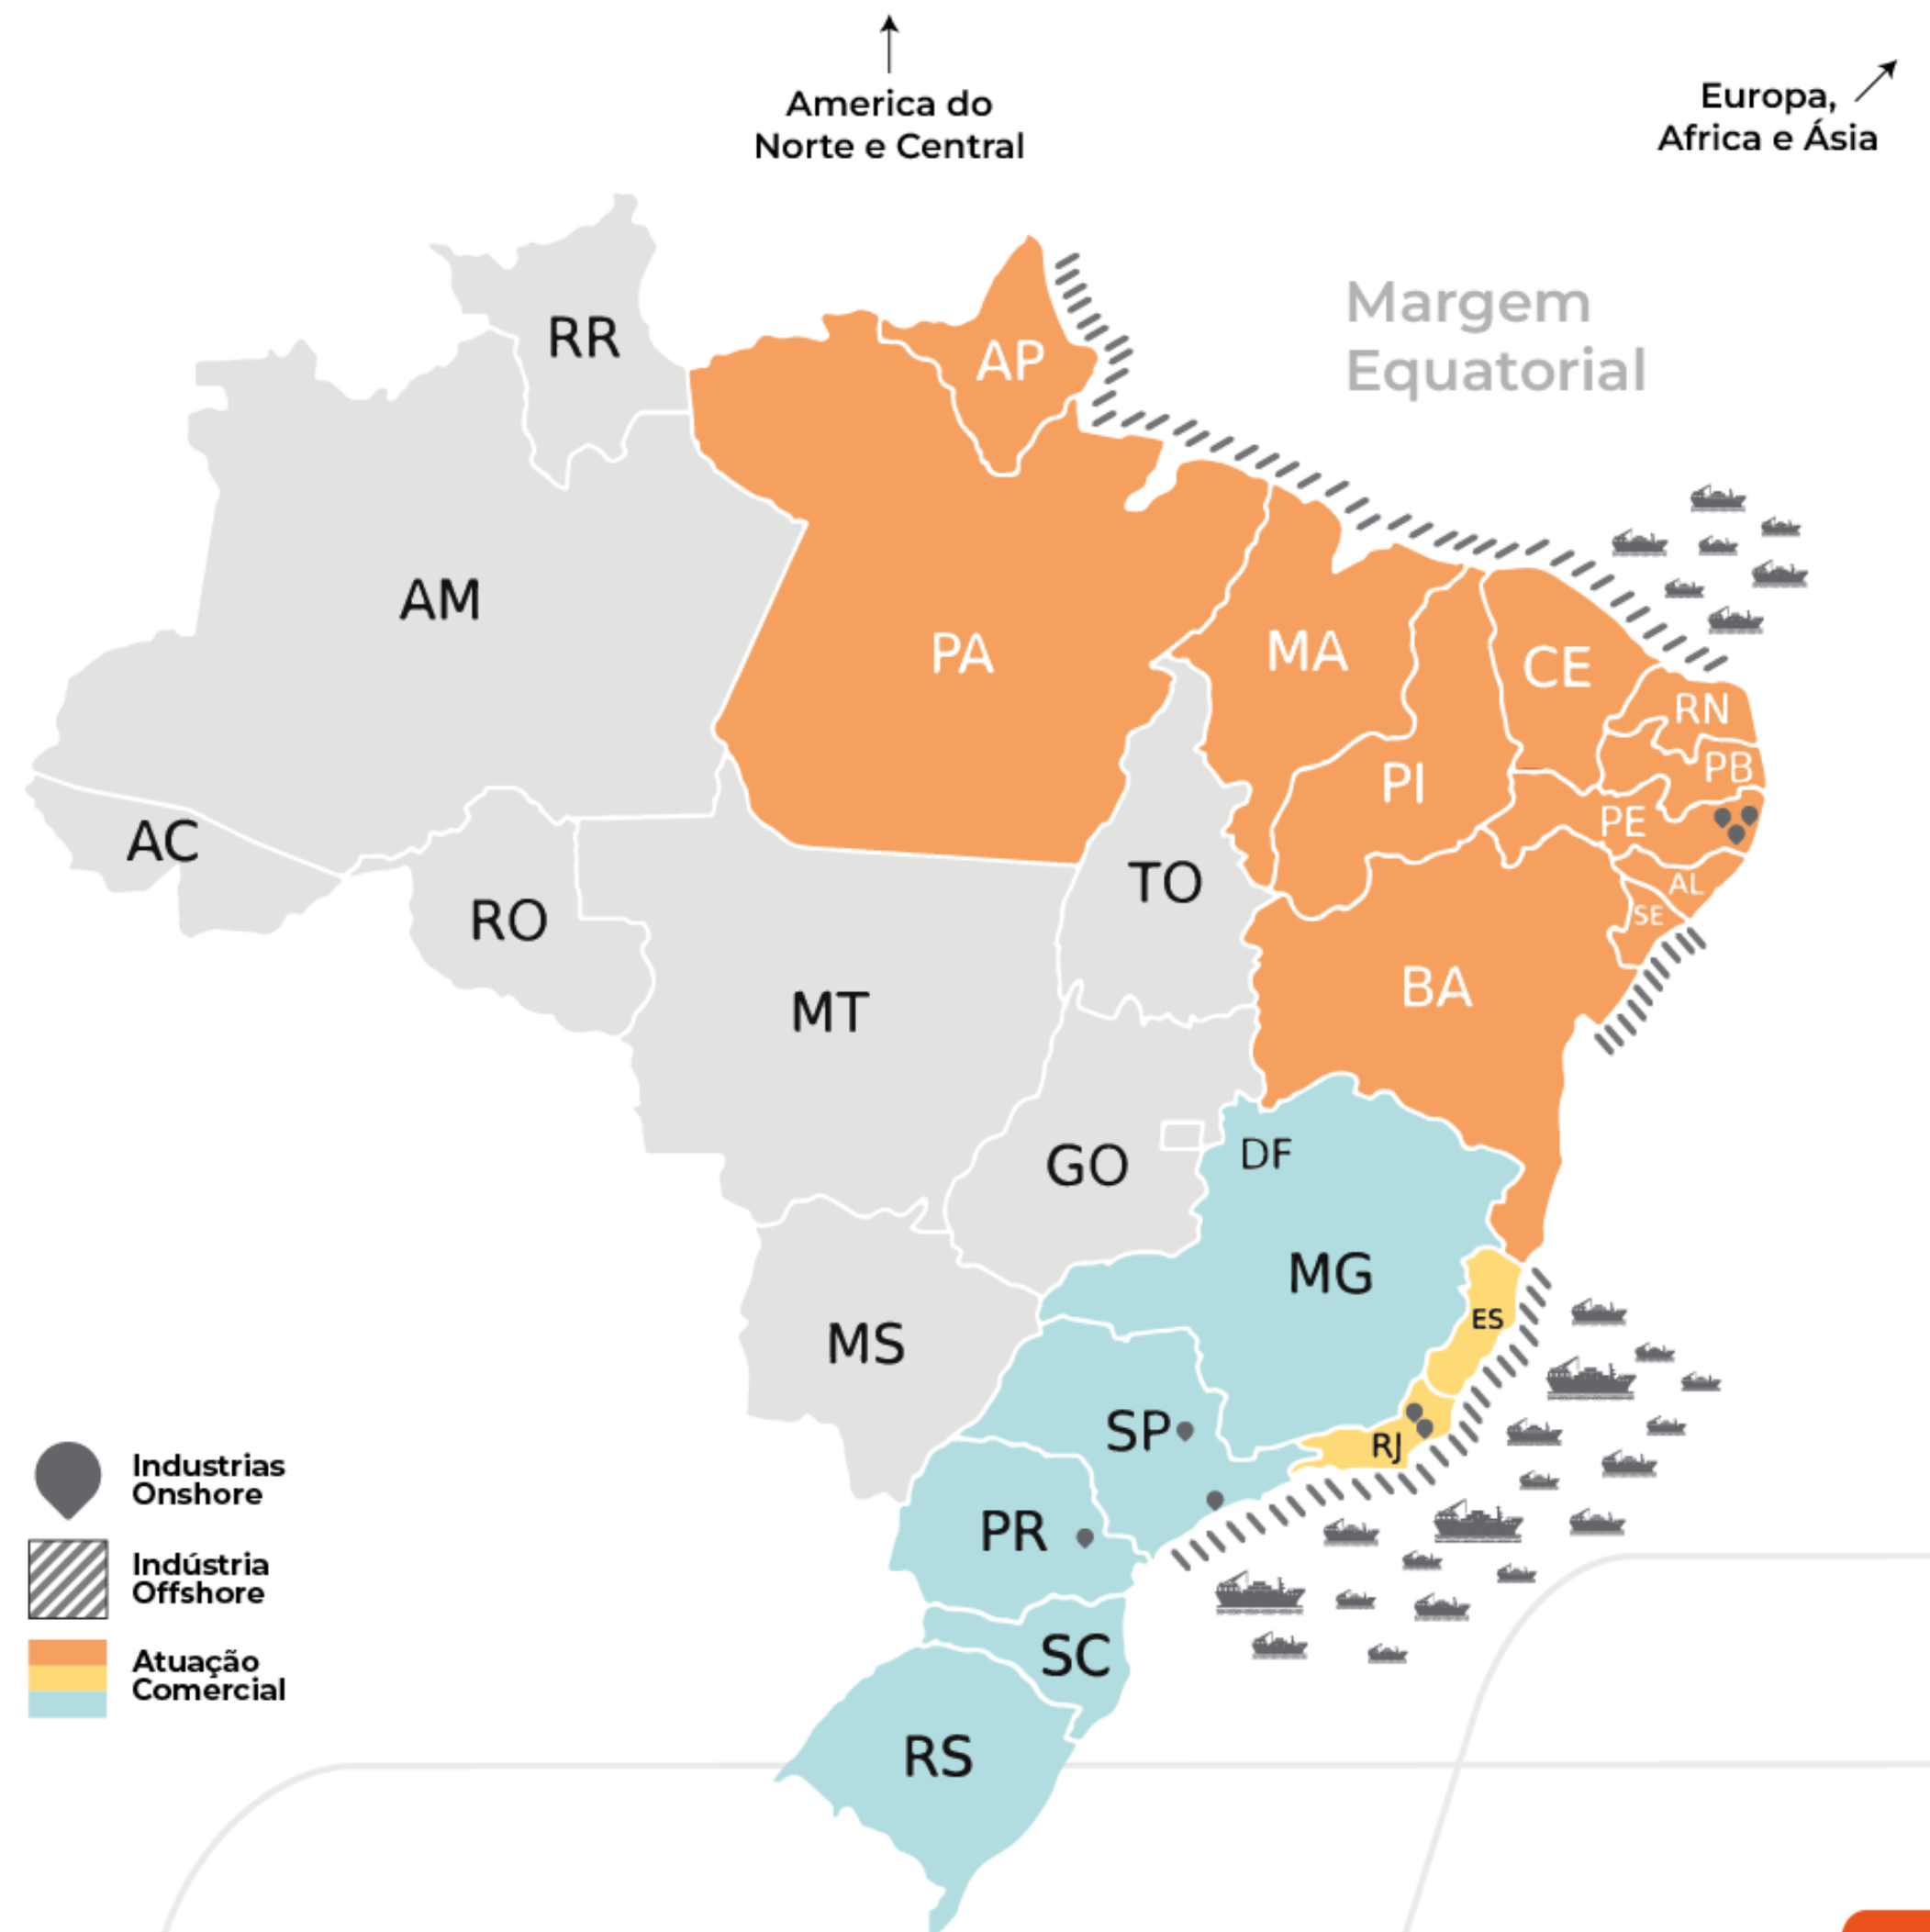 America do
Norte e Central
Europa,
Africa e Ásia
Margem
Equatorial
RR
AP
AM
PA
MA
CE
RN
PB
PI
PE
AC
AL
TO
SE
RO
BA
MT
DF
GO
MG
ES
MS
SP
RJ
Industrias
Onshore
PR
Indústria
Offshore
SC
Atuação
Comercial
RS